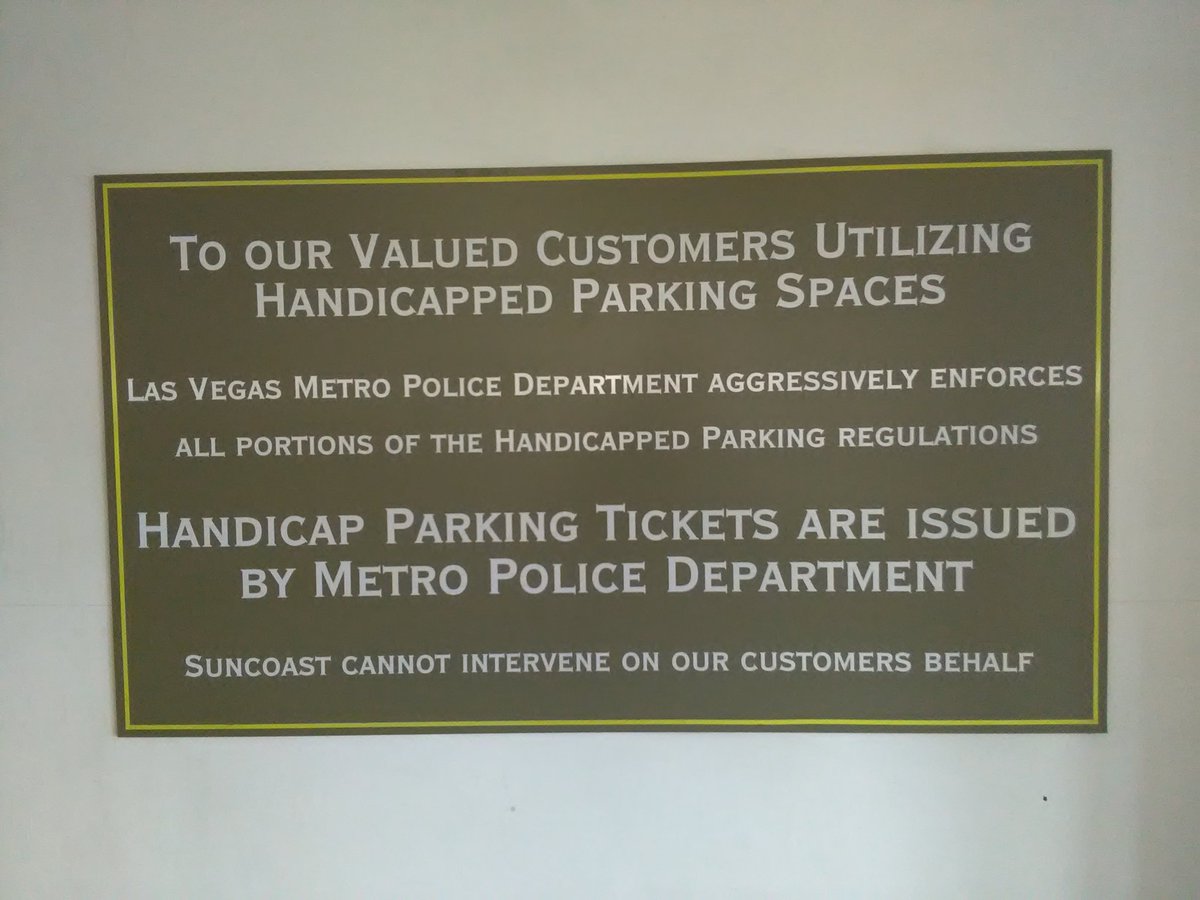 To our Valued Customers Utilizing
Handicapped Parking Spaces
Las Vegas Metro Police Department aggressively enforces
all portions of the Handicapped Parking regulations
Handicap Parking Tickets are issued
by Metro Police Department
Suncoast cannot intervene on our customers behalf